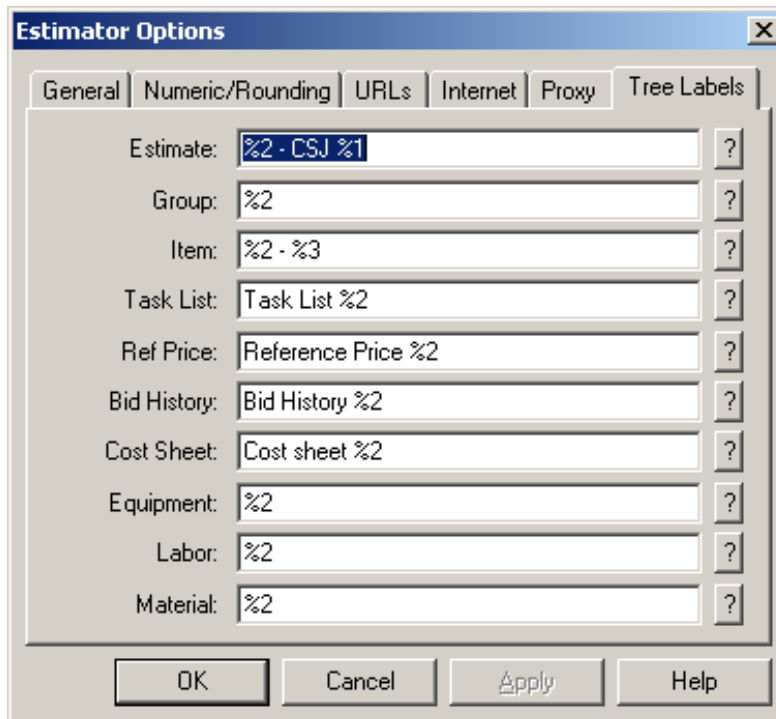 Estimator Options
General Numeric/Rounding URLs Internet Proxy Tree Labels
Estimate: %2 - CSJ %1 ?
Group: %2 ?
Item: %2 - %3 ?
Task List: Task List %2 ?
Ref Price: Reference Price %2 ?
Bid History: Bid History %2 ?
Cost Sheet: Cost sheet %2 ?
Equipment: %2 ?
Labor: %2 ?
Material: %2 ?
OK Cancel Apply Help